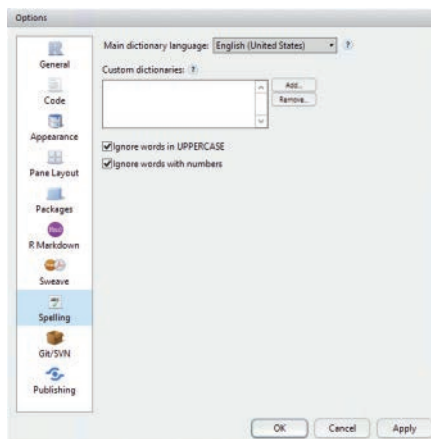 Options
General
Code
Appearance
Pane Layout
Packages
R Markdown
Sweave
Spelling
Git/SVN
Publishing
Main dictionary language: English (United States) ?
Custom dictionaries: ?
Add...
Remove...
Ignore words in UPPERCASE
Ignore words with numbers
OK Cancel Apply